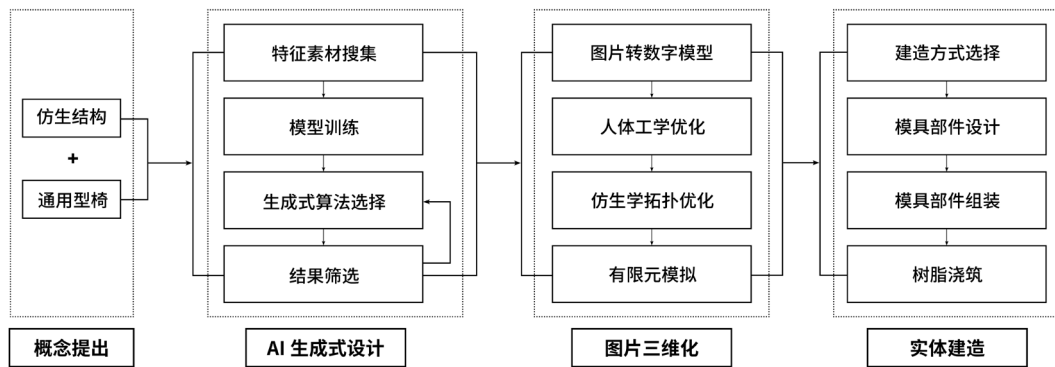 仿生结构
+
通用型椅
概念提出
特征素材搜集
模型训练
生成式算法选择
结果筛选
AI 生成式设计
图片转数字模型
人体工学优化
仿生学拓扑优化
有限元模拟
图片三维化
建造方式选择
模具部件设计
模具部件组装
树脂浇筑
实体建造